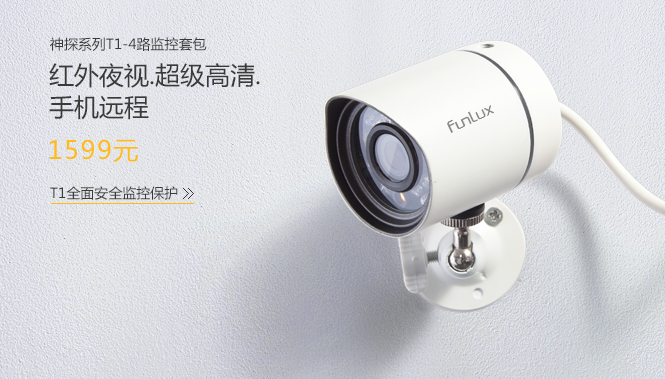 神探系列T1-4路监控套包
红外夜视.超级高清.
手机远程
1599元
T1全面安全监控保护 >>
funlux